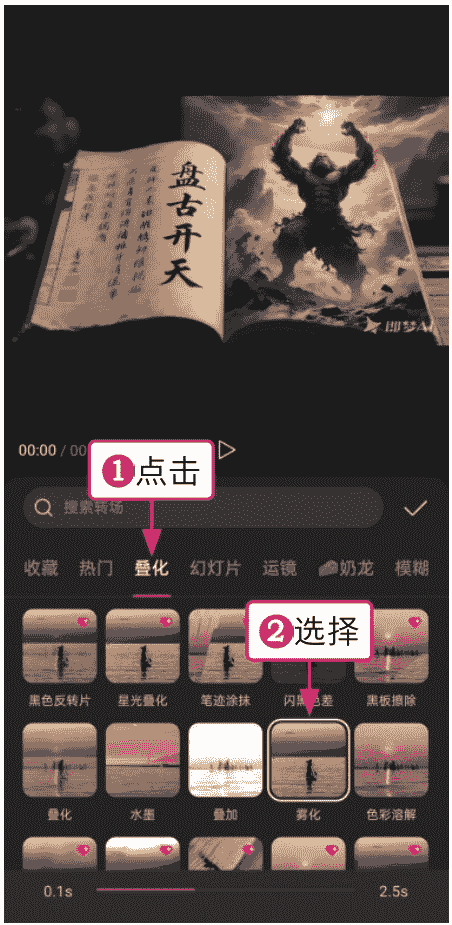 盘古开天
即梦AI
00:00 / 00
❶点击
搜索转场
收藏 热门 叠化 幻灯片 运镜 奶龙 模糊
❷选择
黑色反转片 星光叠化 笔迹涂抹 闪黑色差 黑板擦除
叠化 水墨 叠加 雾化 色彩溶解
0.1s 2.5s